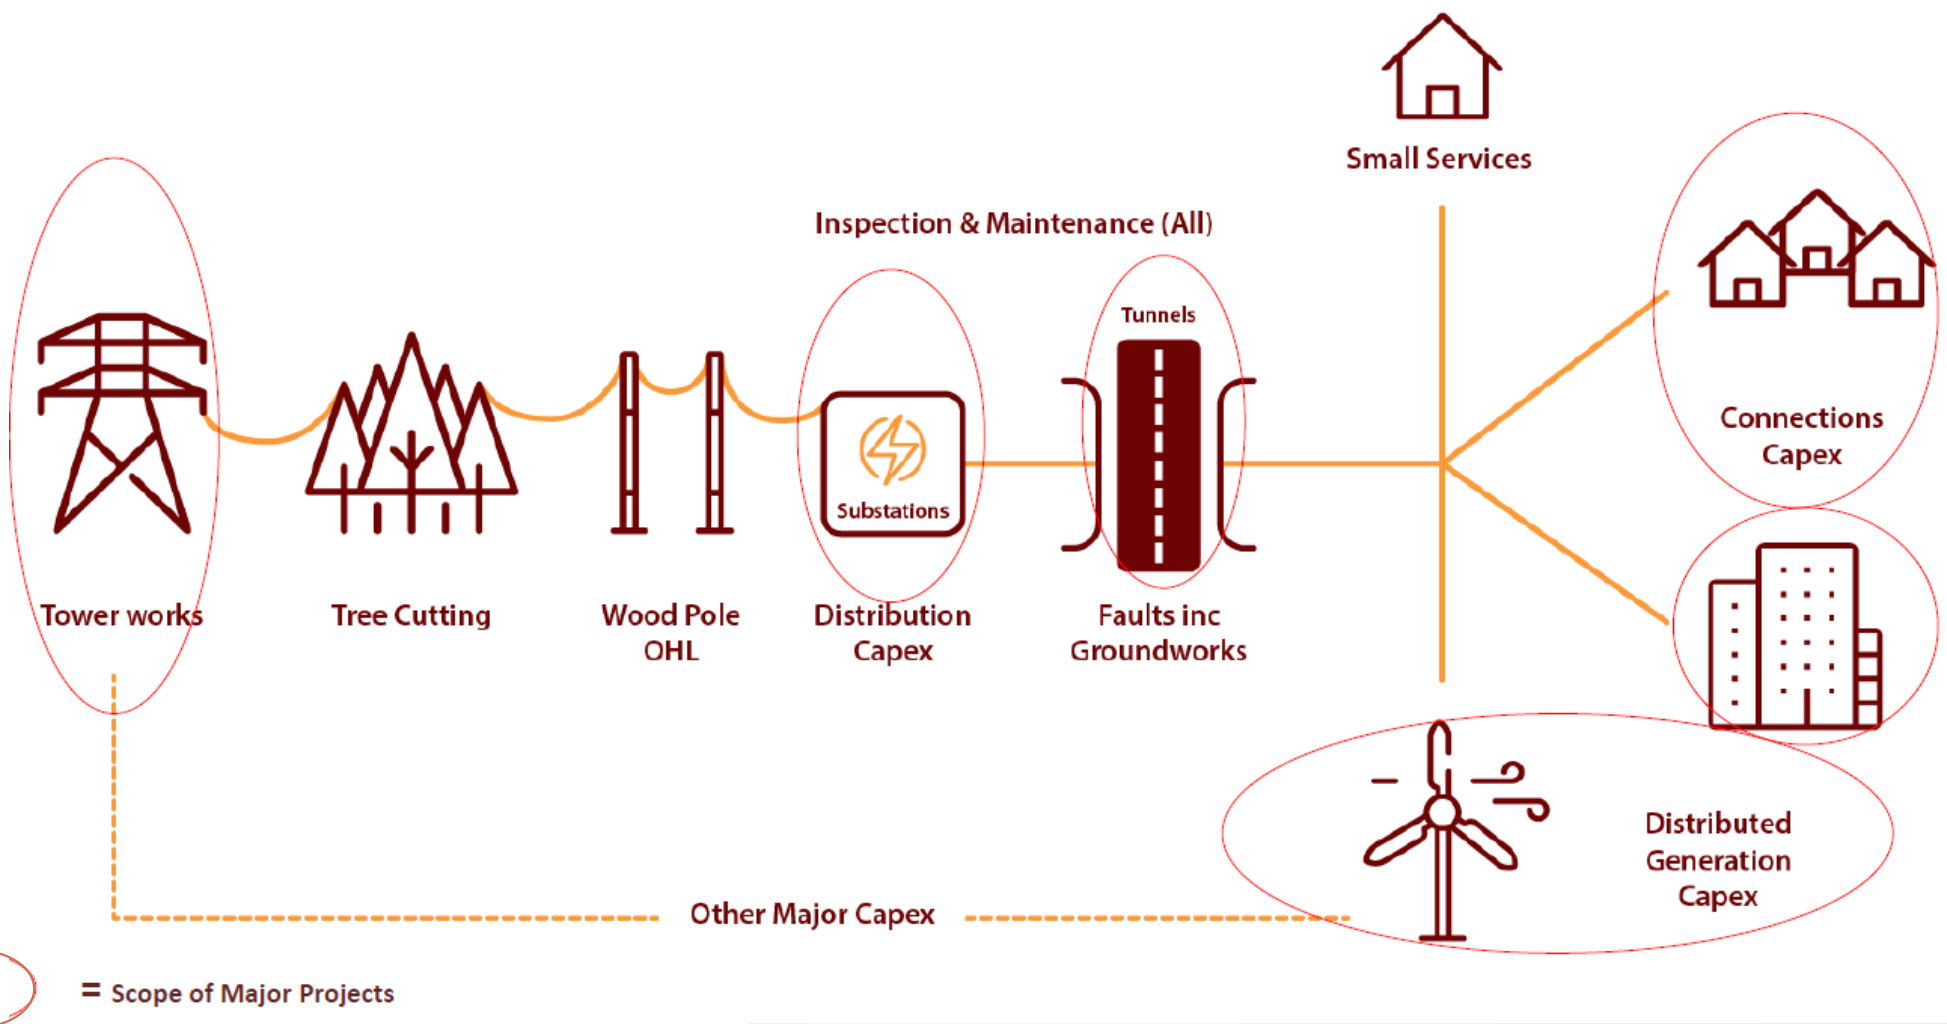 Small Services
Inspection & Maintenance (All)
Tunnels
Substations
Connections
Capex
Tower works
Tree Cutting
Wood Pole
OHL
Distribution
Capex
Faults inc
Groundworks
Distributed
Generation
Capex
Other Major Capex
= Scope of Major Projects